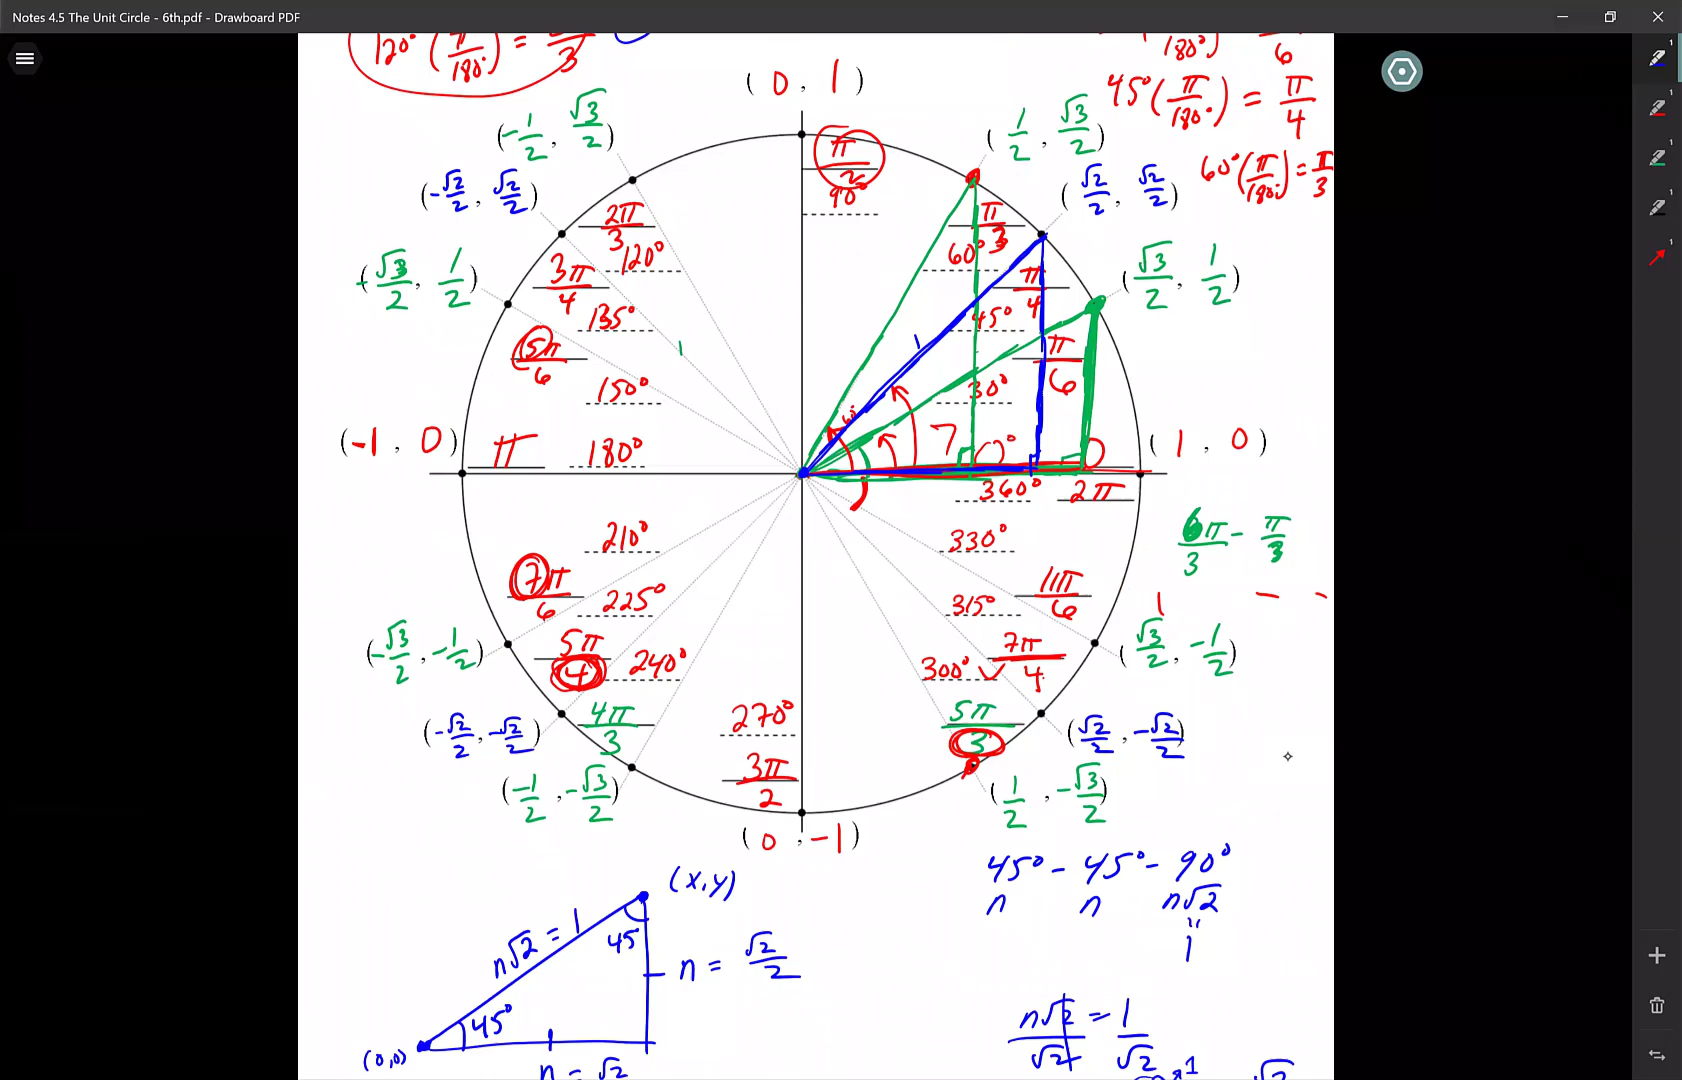 Notes 4.5 The Unit Circle - 6th.pdf - Drawboard PDF
120° (π/180°) = /3
180°) 6
45°(π/180°) = π/4
60°(π/180°) = π/3
(0, 1)
(-1/2, √3/2)
(1/2, √3/2)
(-√2/2, √2/2)
(√2/2, √2/2)
(-√3/2, 1/2)
(√3/2, 1/2)
π/2
90°
2π/3
120°
π/3
60°
3π/4
135°
π/4
45°
1
1
5π/6
150°
π/6
30°
60°
(-1, 0)
π
180°
0°
0
(1, 0)
360°
2π
210°
330°
6π/3 - π/3
7π/6
225°
315°
11π/6
5π/4
240°
300°
7π/4
(-√3/2, -1/2)
(√3/2, -1/2)
4π/3
270°
5π/3
(-√2/2, -√2/2)
(√2/2, -√2/2)
3π/2
(-1/2, -√3/2)
(1/2, -√3/2)
(0, -1)
45° - 45° - 90°
n n n√2
"
1
(x,y)
n√2 = 1
45
n = √2/2
45°
(0,0)
n = √2
n√2/√2 = 1/√2